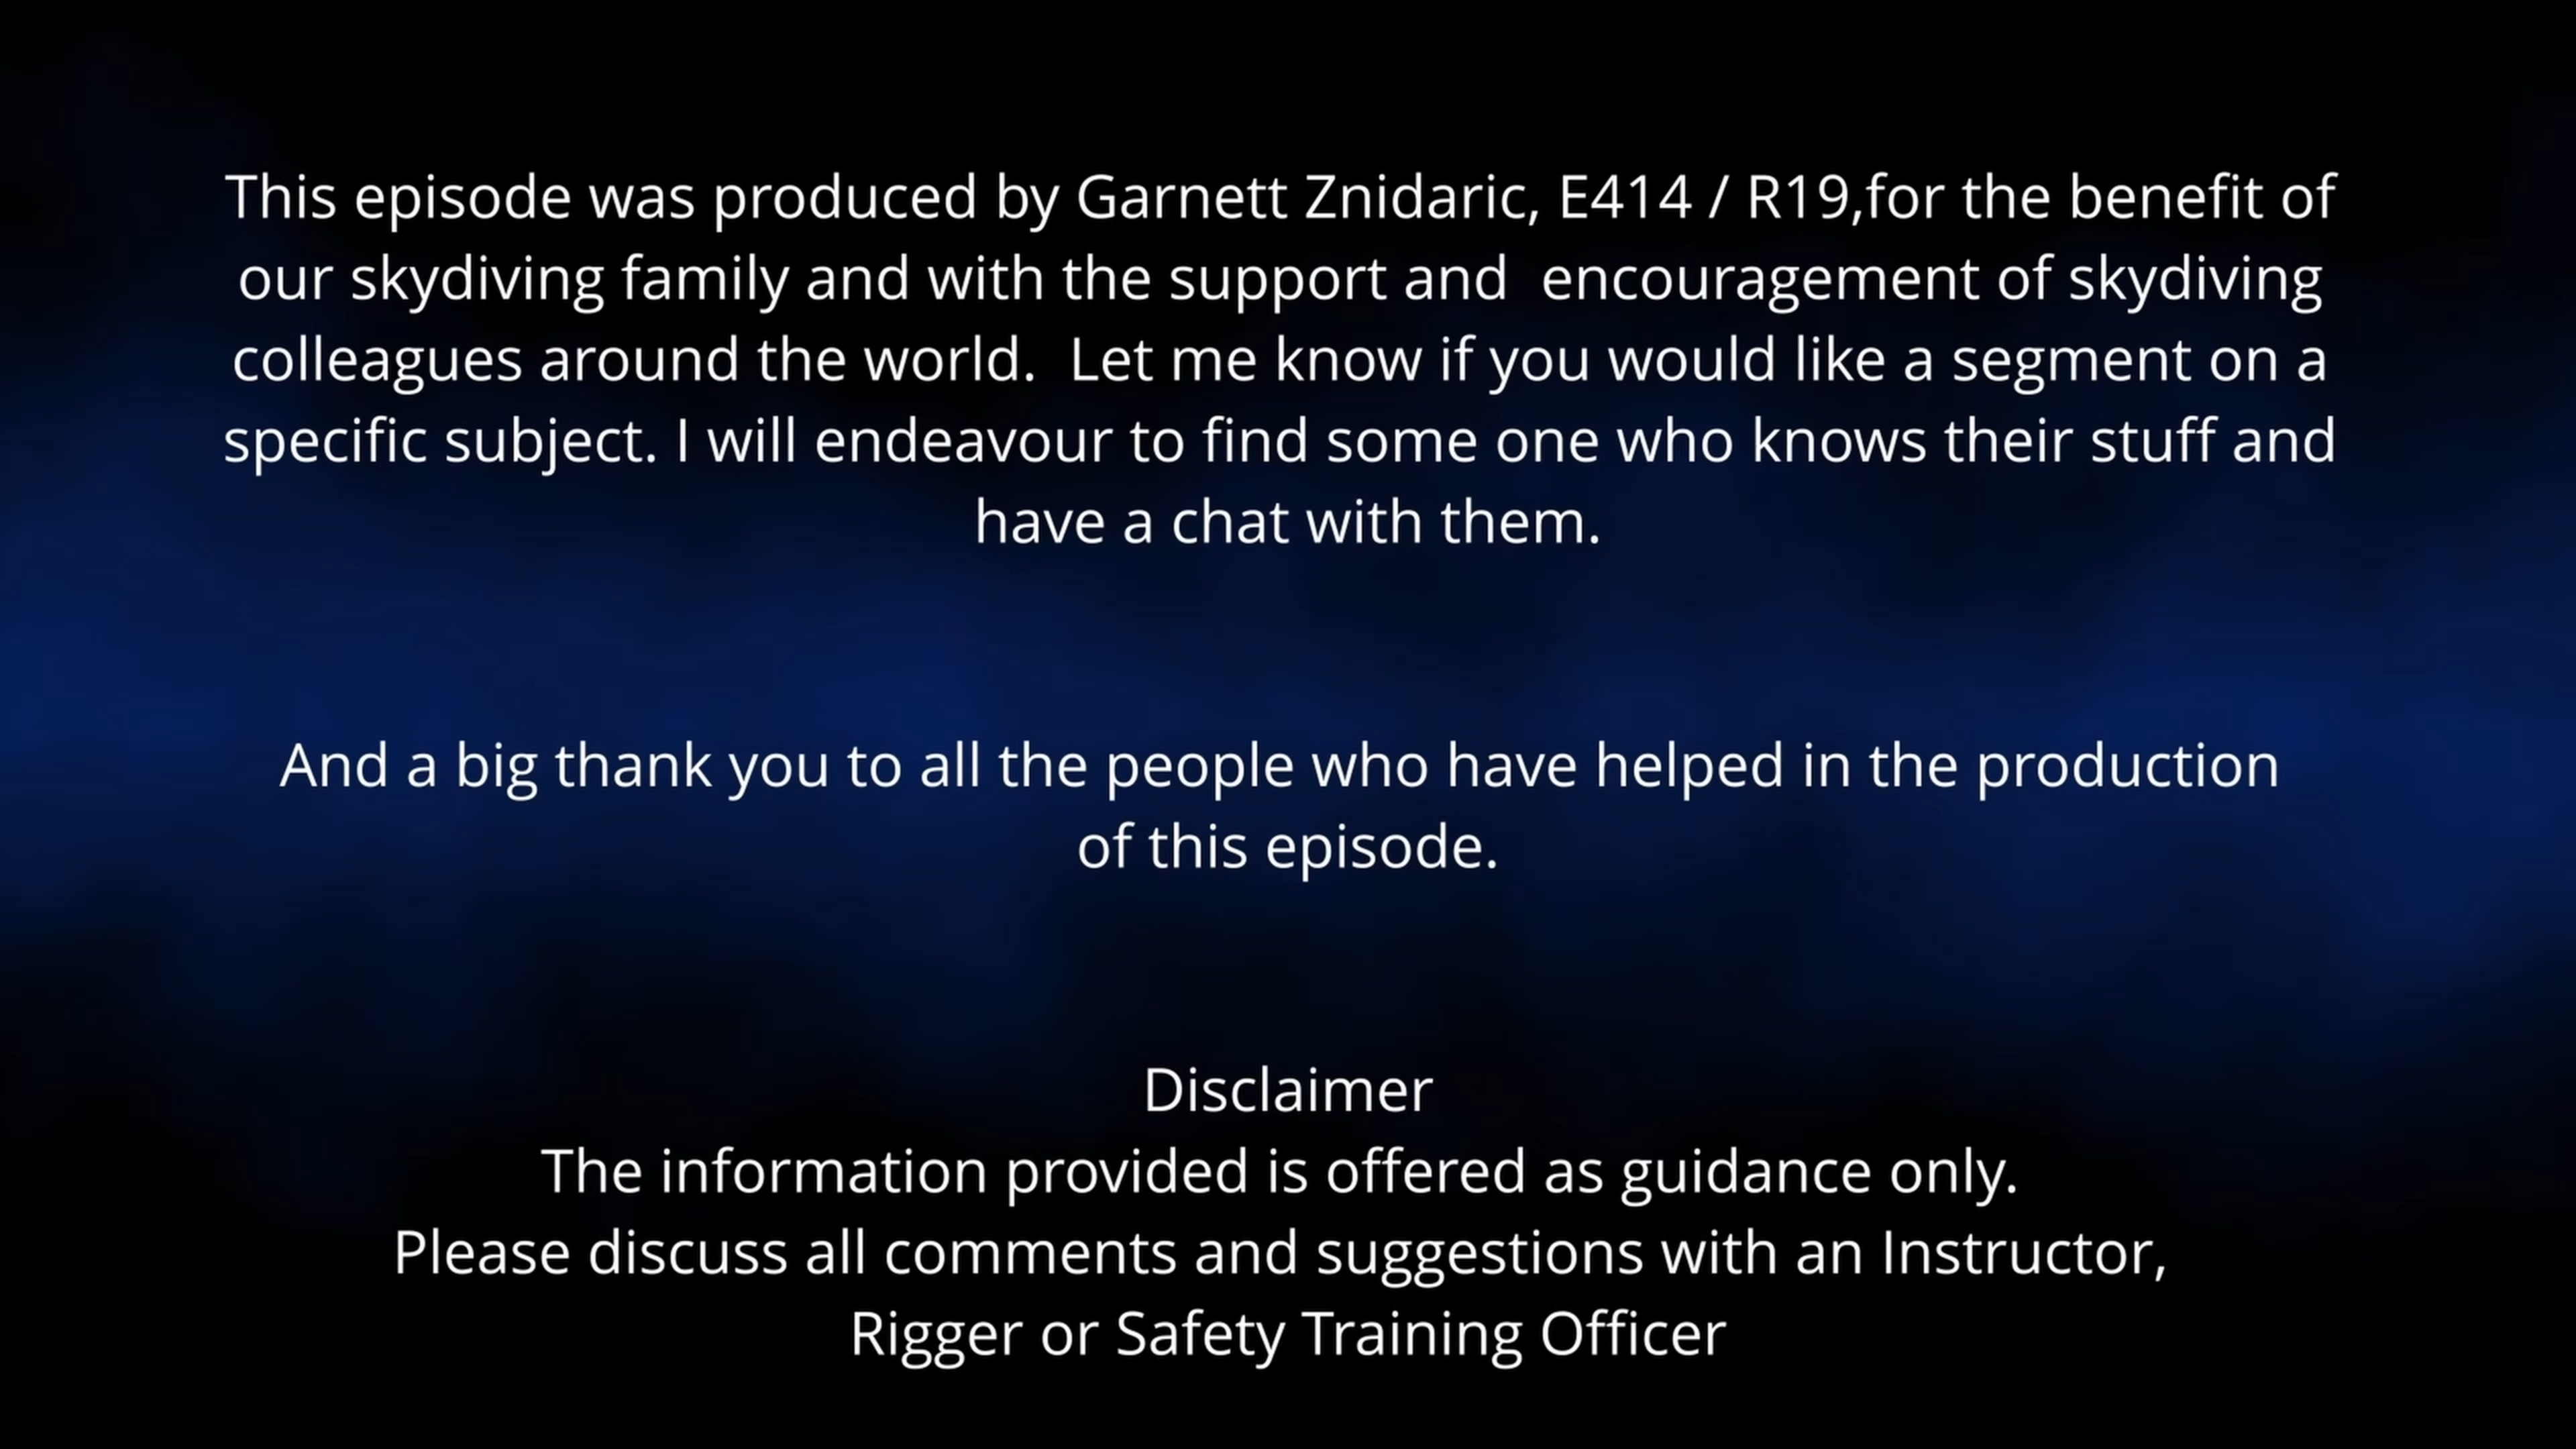 This episode was produced by Garnett Znidaric, E414 / R19,for the benefit of
our skydiving family and with the support and  encouragement of skydiving
colleagues around the world.  Let me know if you would like a segment on a
specific subject. I will endeavour to find some one who knows their stuff and
have a chat with them.
And a big thank you to all the people who have helped in the production
of this episode.
Disclaimer
The information provided is offered as guidance only.
Please discuss all comments and suggestions with an Instructor,
Rigger or Safety Training Officer